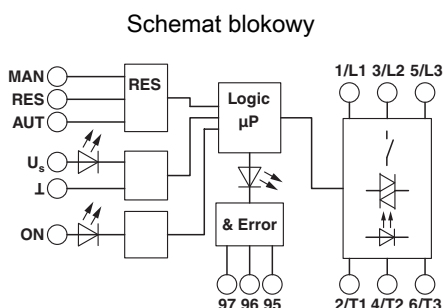 Schemat blokowy
1/L1 3/L2 5/L3
MAN
RES
AUT
RES
Logic
µP
Us
⊥
ON
& Error
97 96 95
2/T1 4/T2 6/T3